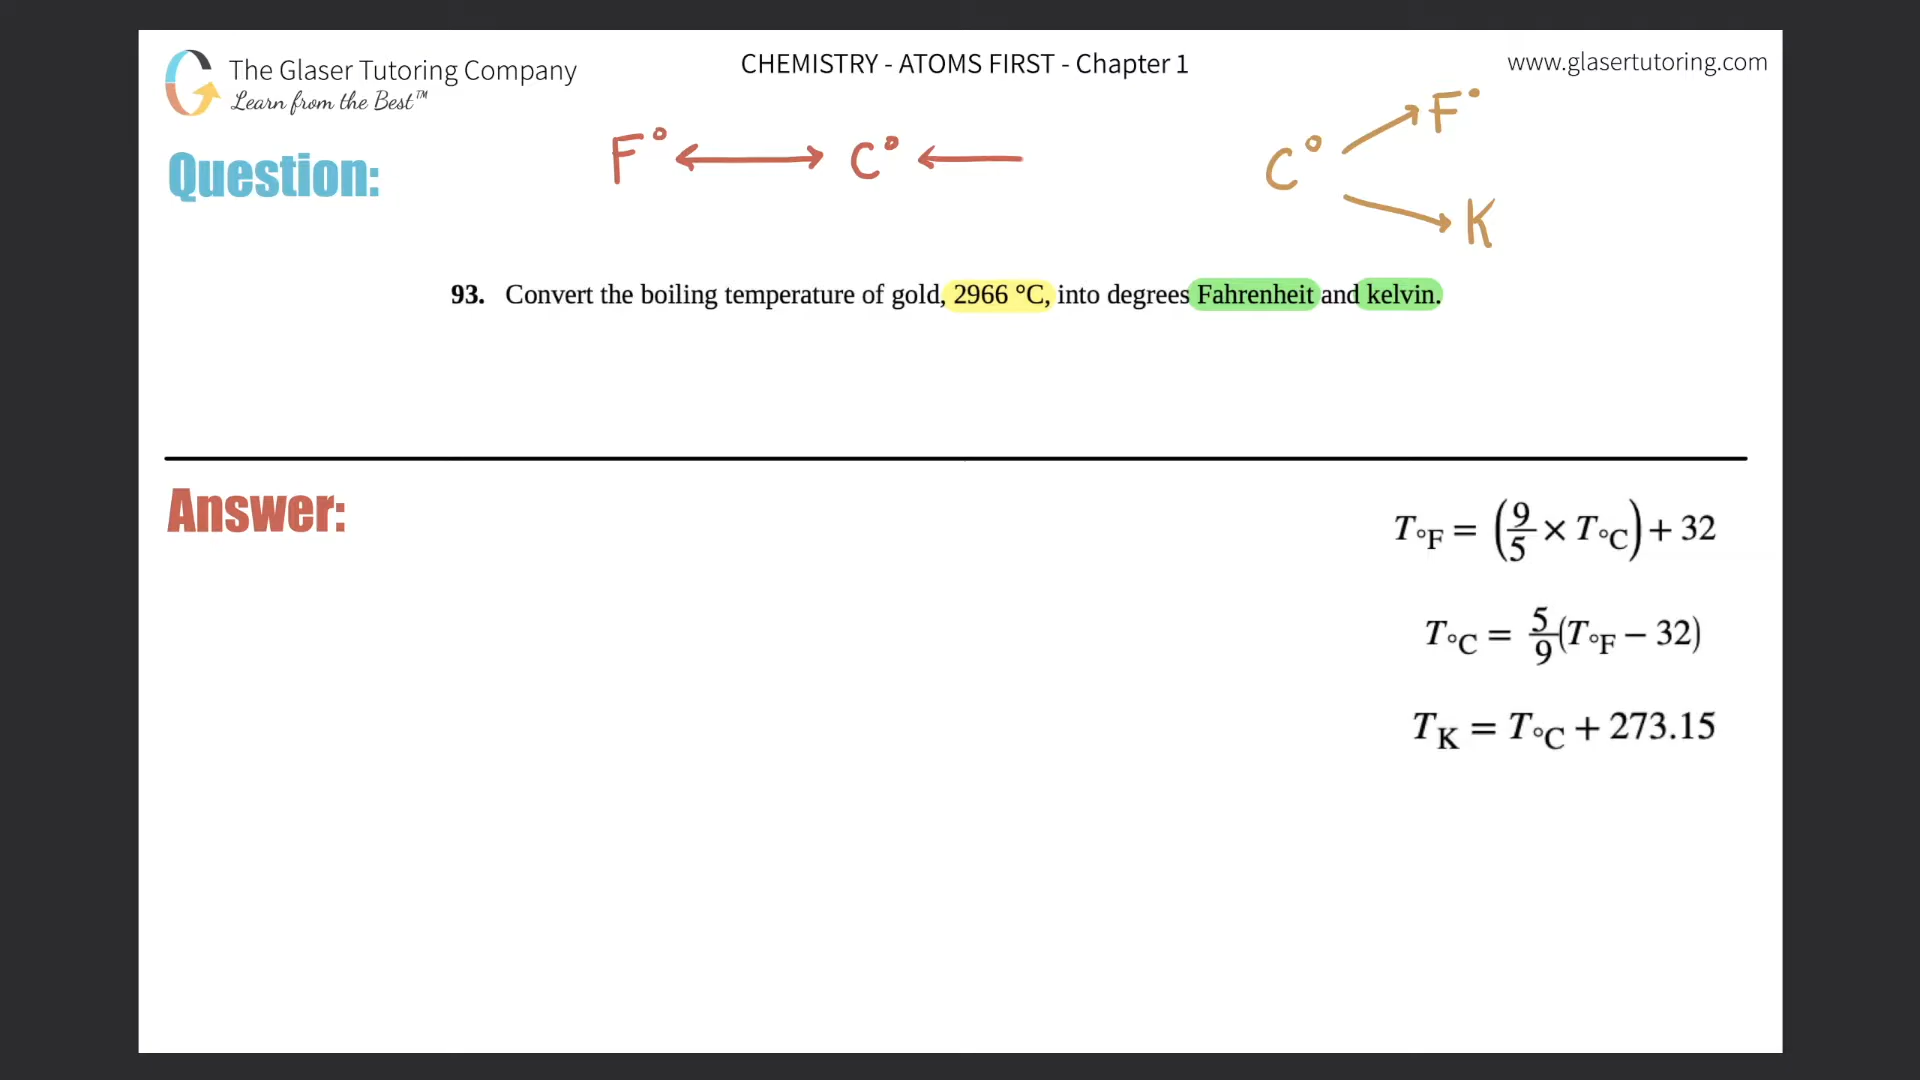 The Glaser Tutoring Company
Learn from the Best™
CHEMISTRY - ATOMS FIRST - Chapter 1
www.glasertutoring.com
Question:
F° ↔ C° ←
C° → F°
→ K
93. Convert the boiling temperature of gold, 2966 °C, into degrees Fahrenheit and kelvin.
Answer:
T°F = (9/5 × T°C) + 32
T°C = 5/9(T°F − 32)
TK = T°C + 273.15